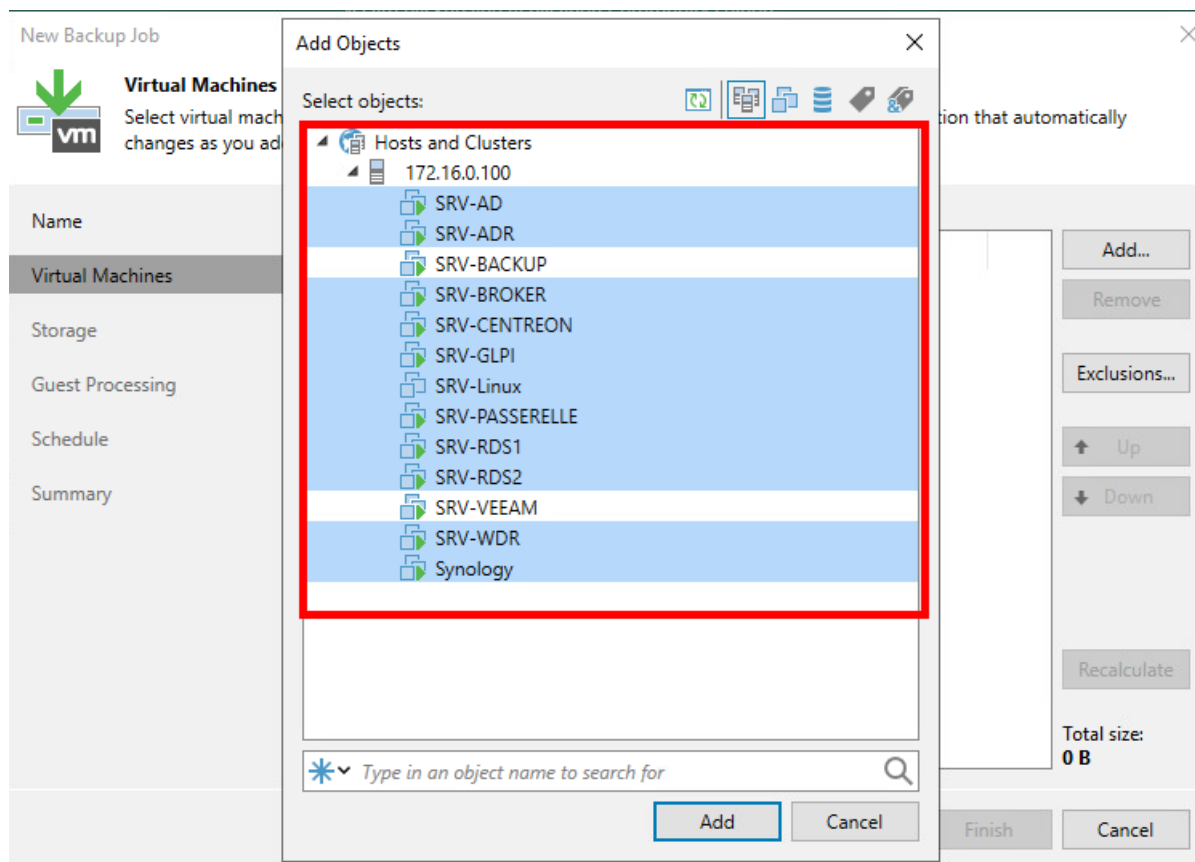 New Backup Job
Virtual Machines
Select virtual mach
changes as you ad
tion that automatically
Name
Virtual Machines
Storage
Guest Processing
Schedule
Summary
Add Objects
Select objects:
Hosts and Clusters
172.16.0.100
SRV-AD
SRV-ADR
SRV-BACKUP
SRV-BROKER
SRV-CENTREON
SRV-GLPI
SRV-Linux
SRV-PASSERELLE
SRV-RDS1
SRV-RDS2
SRV-VEEAM
SRV-WDR
Synology
Type in an object name to search for
Add
Cancel
Add...
Remove
Exclusions...
Up
Down
Recalculate
Total size:
0 B
Finish
Cancel
vm